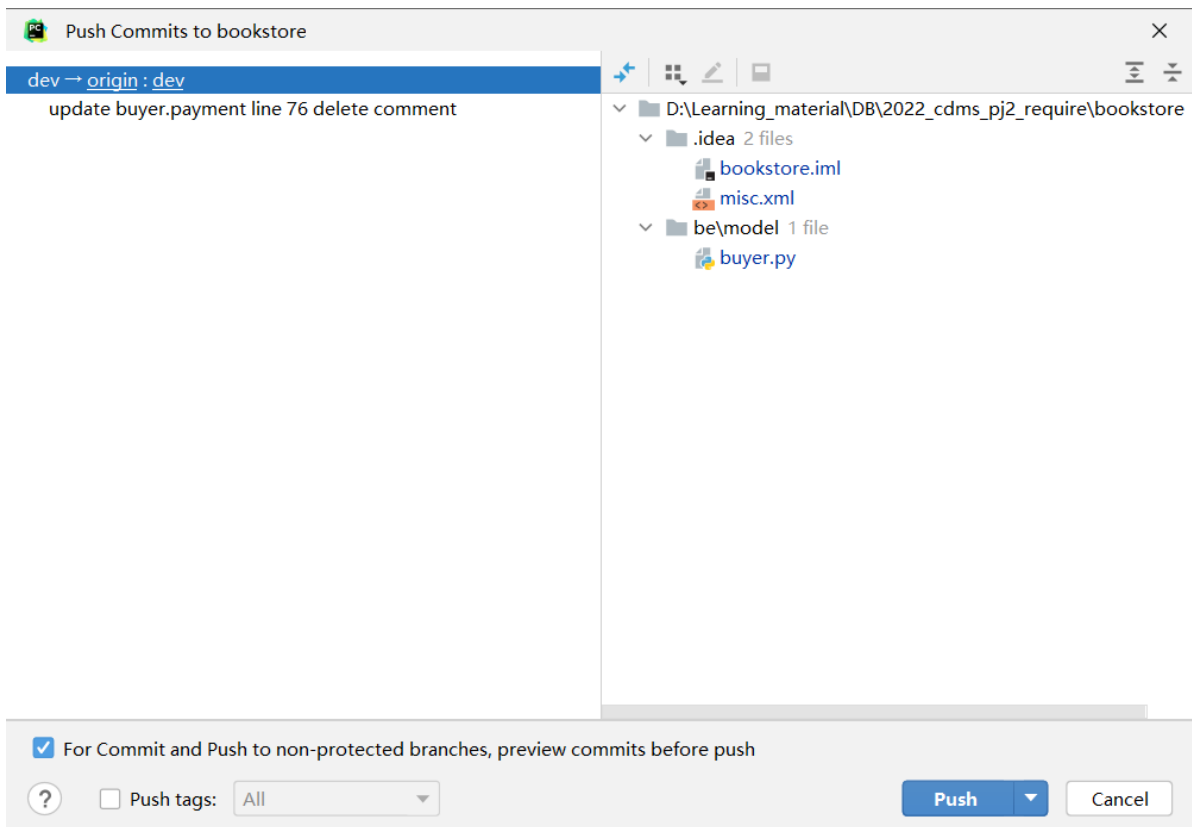 PC
Push Commits to bookstore
dev → origin : dev
update buyer.payment line 76 delete comment
D:\Learning_material\DB\2022_cdms_pj2_require\bookstore
.idea 2 files
bookstore.iml
misc.xml
be\model 1 file
buyer.py
For Commit and Push to non-protected branches, preview commits before push
? Push tags: All Push Cancel